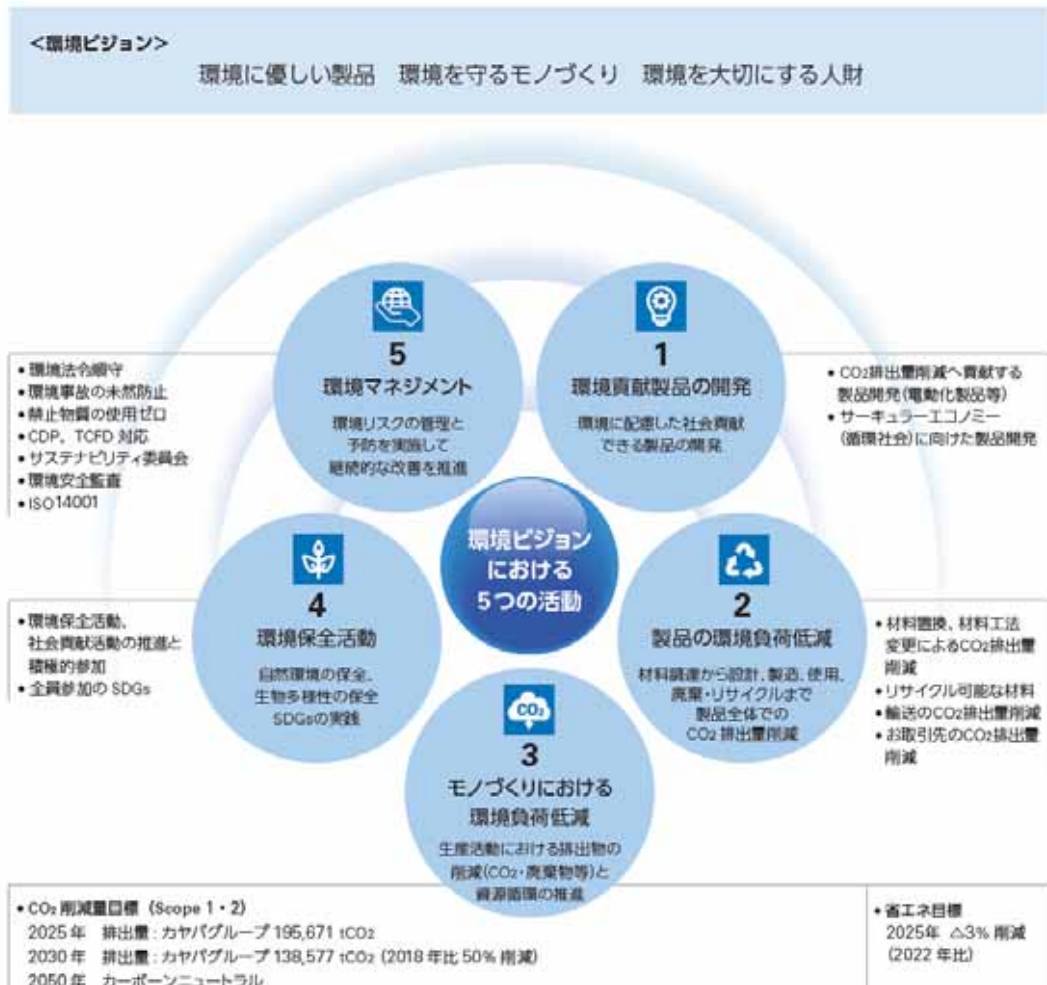 <環境ビジョン>
環境に優しい製品　環境を守るモノづくり　環境を大切にする人財
5
環境マネジメント
環境リスクの管理と
予防を実施して
継続的な改善を推進
• 環境法令順守
• 環境事故の未然防止
• 禁止物質の使用ゼロ
• CDP、TCFD 対応
• サステナビリティ委員会
• 環境安全監査
• ISO14001
1
環境貢献製品の開発
環境に配慮した社会貢献
できる製品の開発
• CO₂排出量削減へ貢献する
製品開発(電動化製品等)
• サーキュラーエコノミー
(循環社会)に向けた製品開発
環境ビジョン
における
5つの活動
4
環境保全活動
自然環境の保全、
生物多様性の保全
SDGsの実践
• 環境保全活動、
社会貢献活動の推進と
積極的参加
• 全員参加の SDGs
2
製品の環境負荷低減
材料調達から設計、製造、使用、
廃棄・リサイクルまで
製品全体での
CO₂ 排出量削減
• 材料置換、材料工法
変更によるCO₂排出量
削減
• リサイクル可能な材料
• 輸送のCO₂排出量削減
• お取引先のCO₂排出量
削減
CO₂
3
モノづくりにおける
環境負荷低減
生産活動における排出物の
削減(CO₂・廃棄物等)と
資源循環の推進
• CO₂ 削減量目標（Scope 1・2）
2025 年　排出量 : カヤバグループ 195,671 tCO₂
2030 年　排出量 : カヤバグループ 138,577 tCO₂ (2018 年比 50% 削減)
2050 年　カーボーンニュートラル
• 省エネ目標
2025年 △3% 削減
(2022 年比)